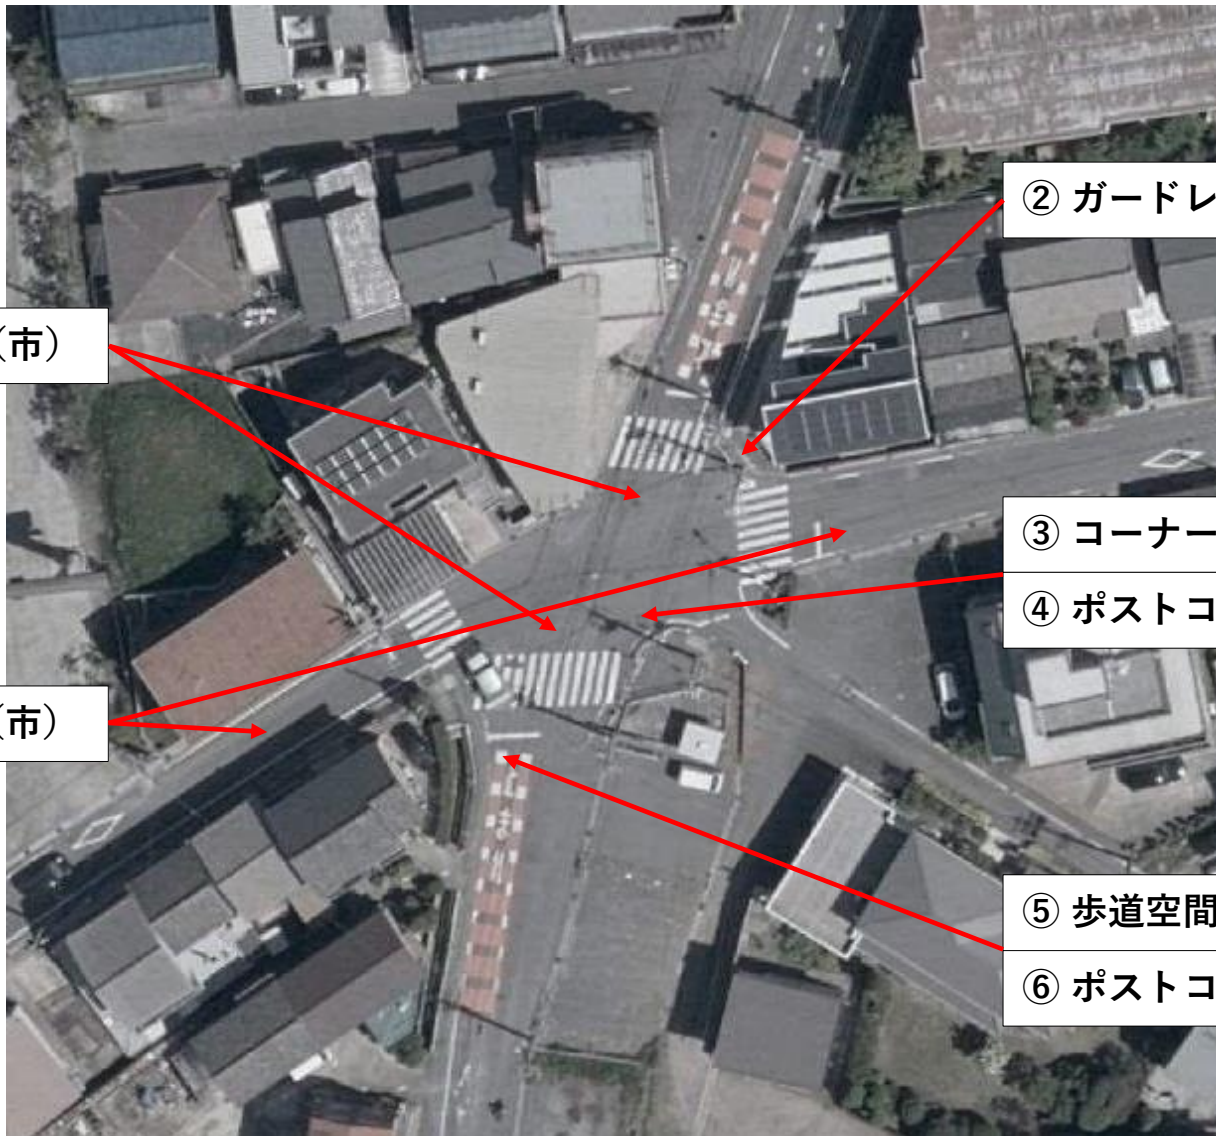 ② ガードレ
（市）
③ コーナー
④ ポストコ
（市）
⑤ 歩道空間
⑥ ポストコ